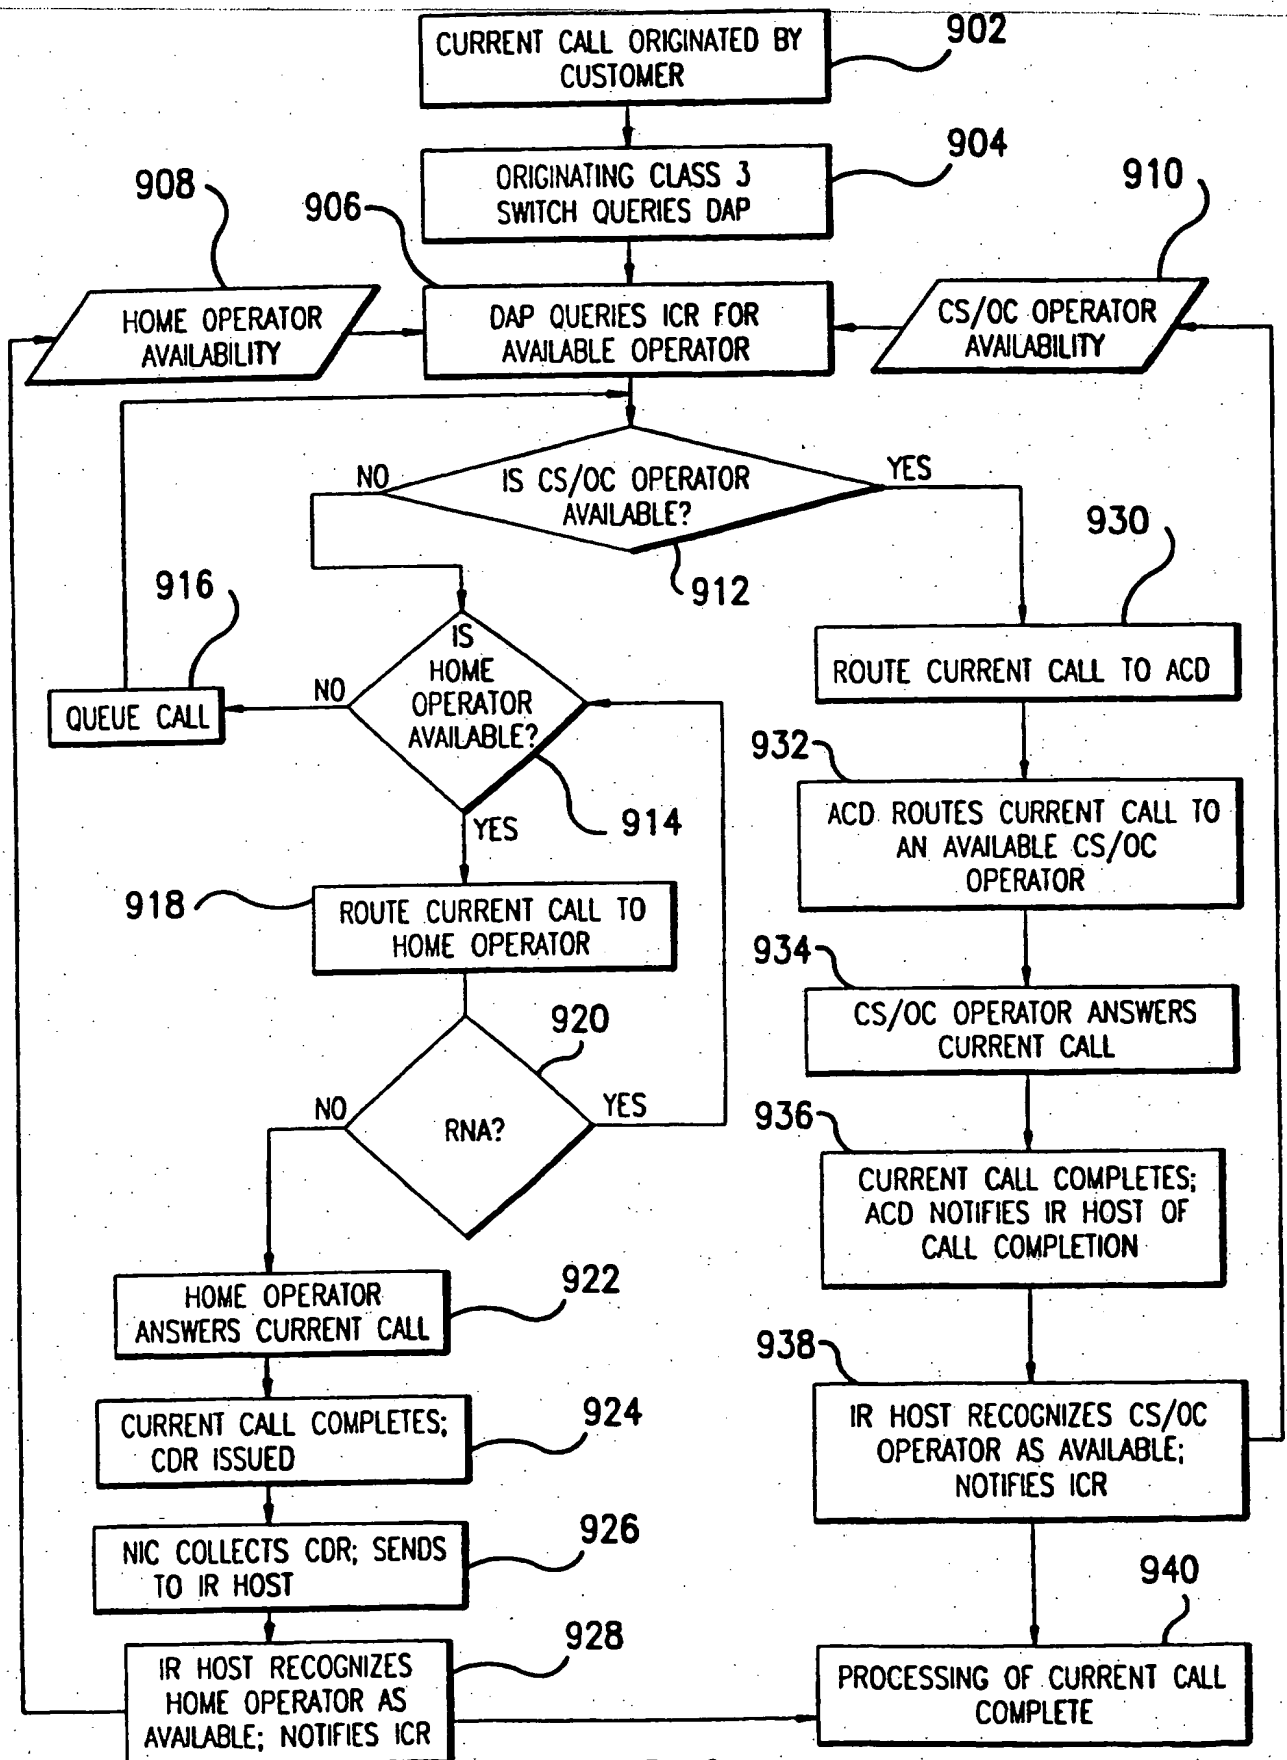 CURRENT CALL ORIGINATED BY
CUSTOMER
902
ORIGINATING CLASS 3
SWITCH QUERIES DAP
904
908
906
910
HOME OPERATOR
AVAILABILITY
DAP QUERIES ICR FOR
AVAILABLE OPERATOR
CS/OC OPERATOR
AVAILABILITY
NO
IS CS/OC OPERATOR
AVAILABLE?
YES
912
930
916
IS
HOME
OPERATOR
AVAILABLE?
NO
QUEUE CALL
ROUTE CURRENT CALL TO ACD
914
YES
932
ACD ROUTES CURRENT CALL TO
AN AVAILABLE CS/OC
OPERATOR
918
ROUTE CURRENT CALL TO
HOME OPERATOR
934
CS/OC OPERATOR ANSWERS
CURRENT CALL
920
NO
RNA?
YES
936
CURRENT CALL COMPLETES;
ACD NOTIFIES IR HOST OF
CALL COMPLETION
HOME OPERATOR
ANSWERS CURRENT CALL
922
938
IR HOST RECOGNIZES CS/OC
OPERATOR AS AVAILABLE;
NOTIFIES ICR
CURRENT CALL COMPLETES;
CDR ISSUED
924
NIC COLLECTS CDR; SENDS
TO IR HOST
926
940
IR HOST RECOGNIZES
HOME OPERATOR AS
AVAILABLE; NOTIFIES ICR
928
PROCESSING OF CURRENT CALL
COMPLETE